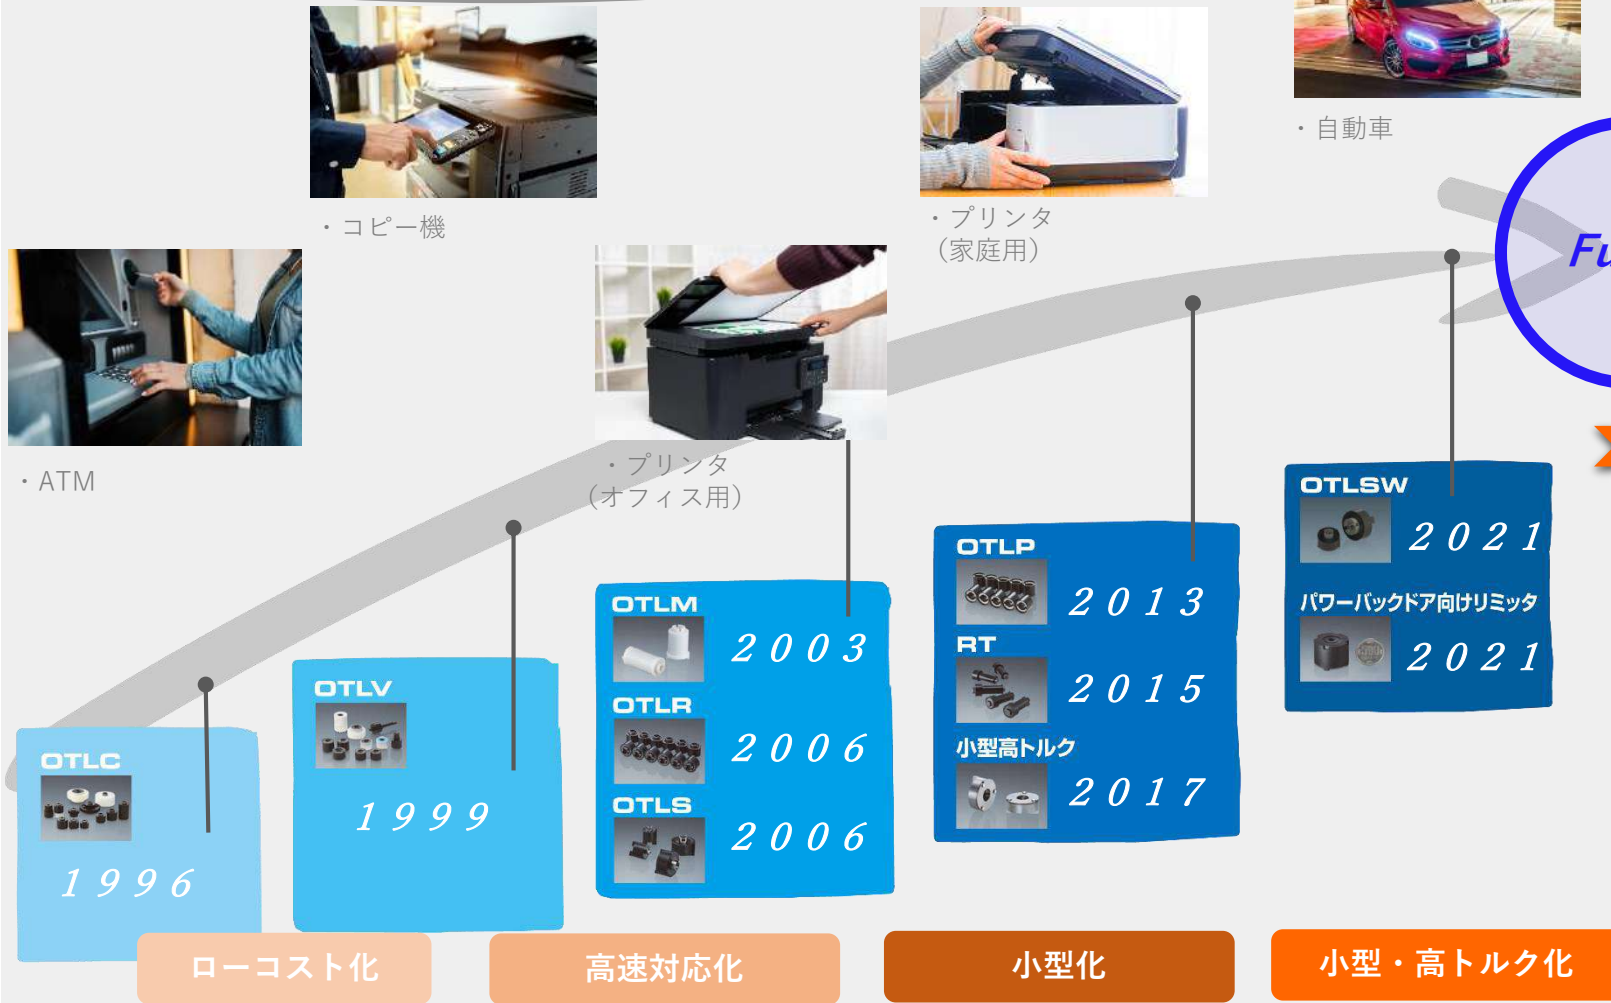 ・コピー機
・プリンタ
（家庭用）
・自動車
・ATM
・プリンタ
（オフィス用）
OTLC
1996
OTLV
1999
OTLM
2003
OTLR
2006
OTLS
2006
OTLP
2013
RT
2015
小型高トルク
2017
OTLSW
2021
パワーバックドア向けリミッタ
2021
ローコスト化
高速対応化
小型化
小型・高トルク化